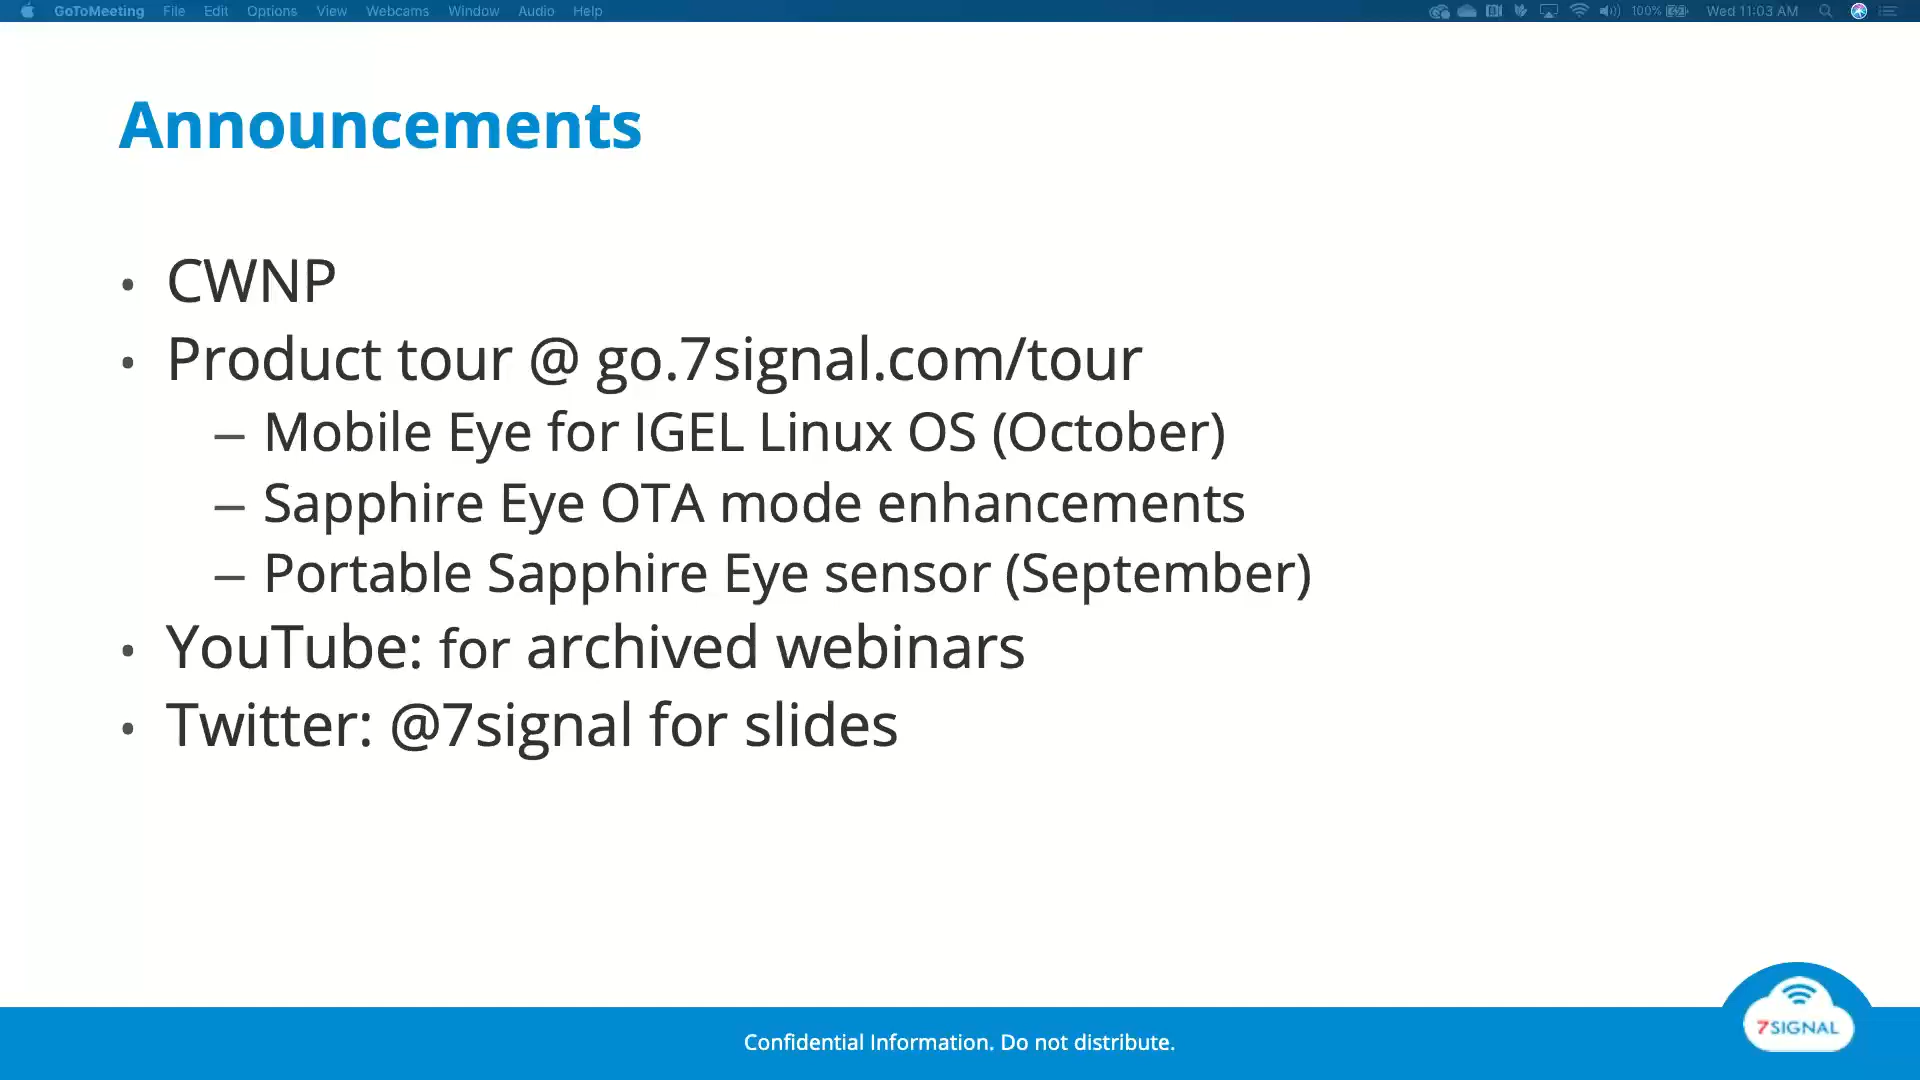 GoToMeeting File Edit Options View Webcams Window Audio Help 100% Wed 11:03 AM
Announcements
• CWNP
• Product tour @ go.7signal.com/tour
– Mobile Eye for IGEL Linux OS (October)
– Sapphire Eye OTA mode enhancements
– Portable Sapphire Eye sensor (September)
• YouTube: for archived webinars
• Twitter: @7signal for slides
7SIGNAL
Confidential Information. Do not distribute.